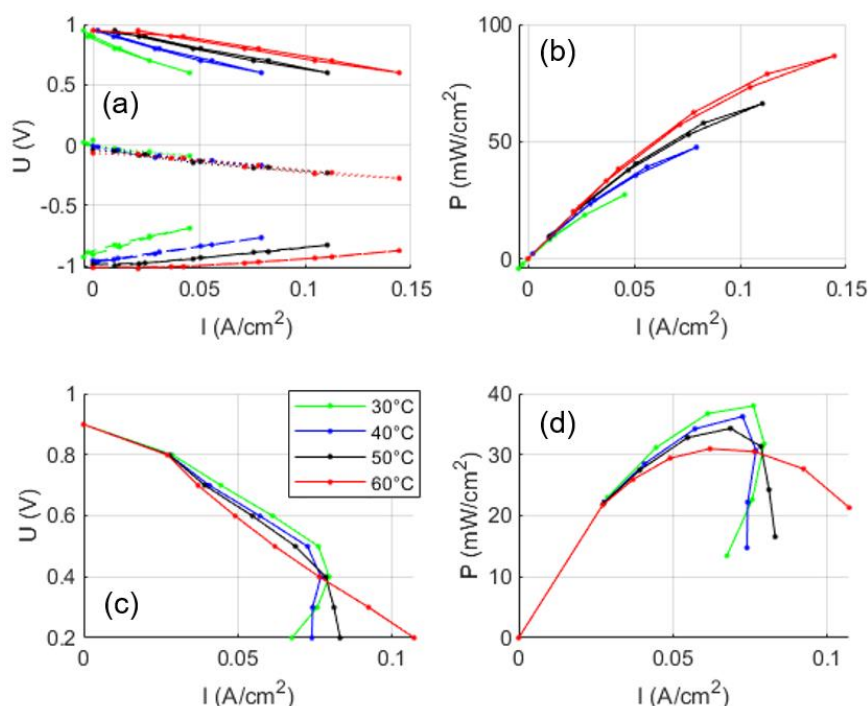 1
0.5
0
-0.5
-1
U (V)
(a)
0
0.05
0.1
0.15
I (A/cm²)
100
50
0
P (mW/cm²)
(b)
0
0.05
0.1
0.15
I (A/cm²)
1
0.8
0.6
0.4
0.2
U (V)
30°C
40°C
50°C
60°C
(c)
0
0.05
0.1
I (A/cm²)
40
30
20
10
0
P (mW/cm²)
(d)
0
0.05
0.1
I (A/cm²)